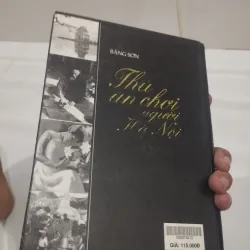 BĂNG SƠN
Thú
ăn chơi
người
Hà Nội
GIÁ: 115.000Đ